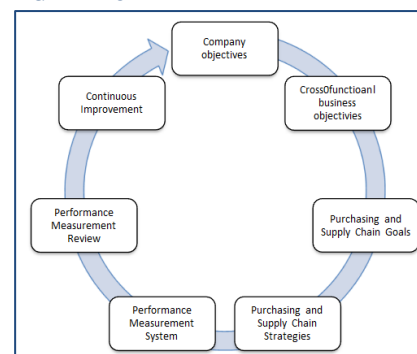 Company
objectives
Cross0functioanl
business
objectivies
Purchasing and
Supply Chain Goals
Purchasing and
Supply Chain
Strategies
Performance
Measurement
System
Performance
Measurement
Review
Continuous
Improvement